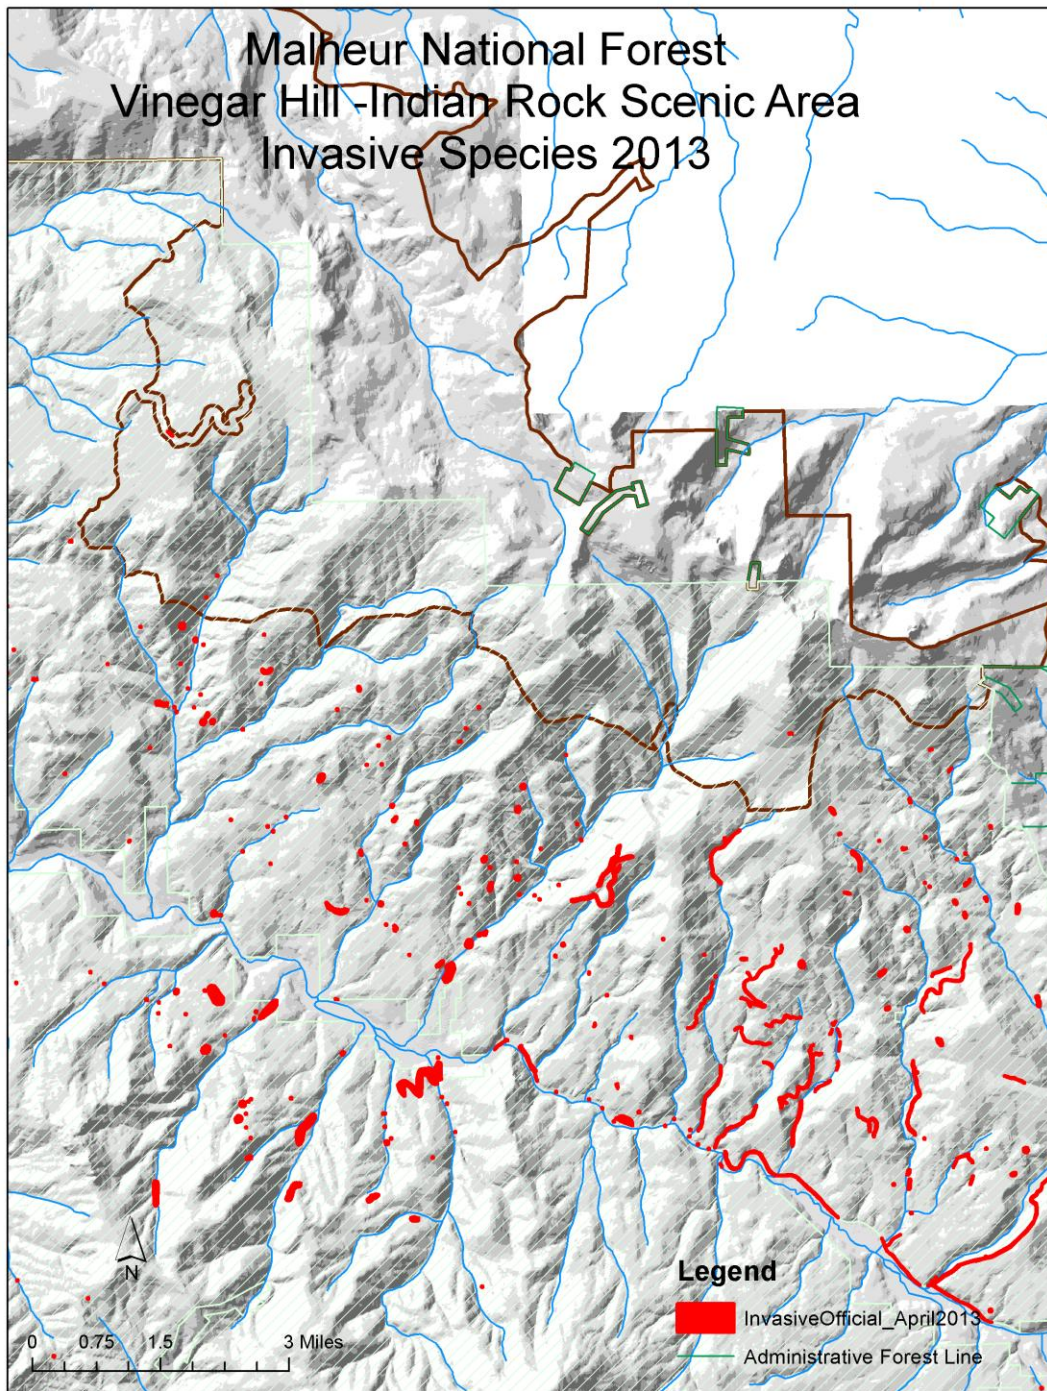 Malheur National Forest
Vinegar Hill -Indian Rock Scenic Area
Invasive Species 2013
N
0 0.75 1.5 3 Miles
Legend
InvasiveOfficial_April2013
Administrative Forest Line